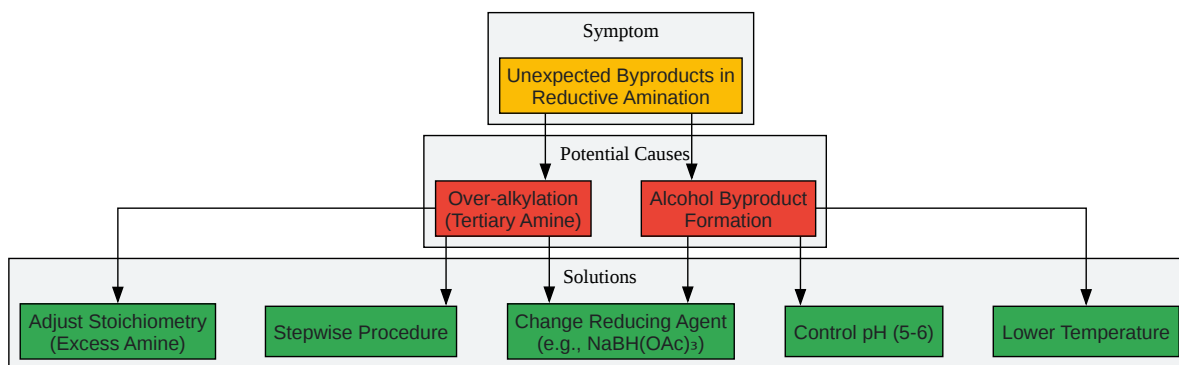 Symptom
Unexpected Byproducts in
Reductive Amination
Potential Causes
Over-alkylation
(Tertiary Amine)
Alcohol Byproduct
Formation
Solutions
Adjust Stoichiometry
(Excess Amine)
Stepwise Procedure
Change Reducing Agent
(e.g., NaBH(OAc)₃)
Control pH (5-6)
Lower Temperature